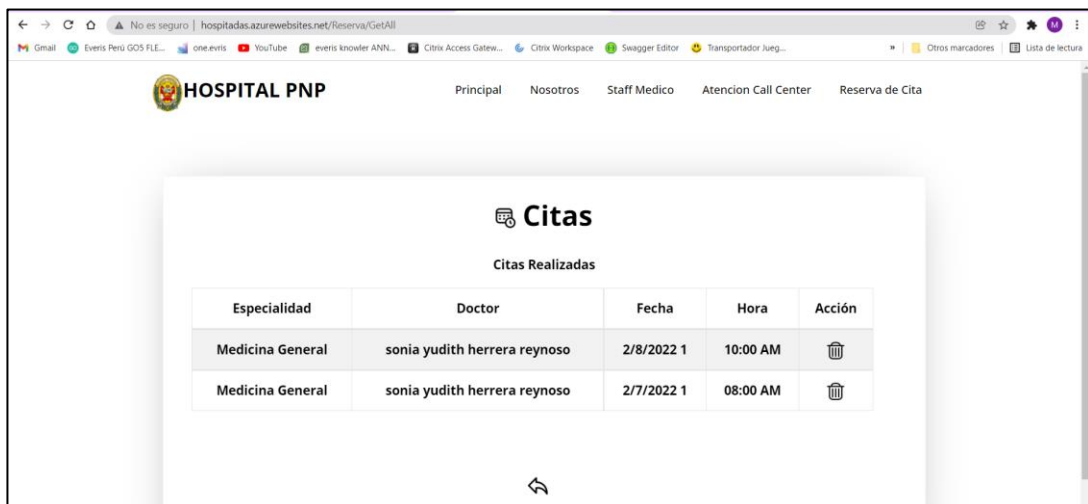 No es seguro | hospitadas.azurewebsites.net/Reserva/GetAll
M
Gmail Everis Perú GO5 FLE... one.evris YouTube everis knowler ANN... Citrix Access Gatew... Citrix Workspace Swagger Editor Transportador Jueg... » Otros marcadores Lista de lectura
HOSPITAL PNP Principal Nosotros Staff Medico Atencion Call Center Reserva de Cita
Citas
Citas Realizadas
Especialidad Doctor Fecha Hora Acción
Medicina General sonia yudith herrera reynoso 2/8/2022 1 10:00 AM
Medicina General sonia yudith herrera reynoso 2/7/2022 1 08:00 AM